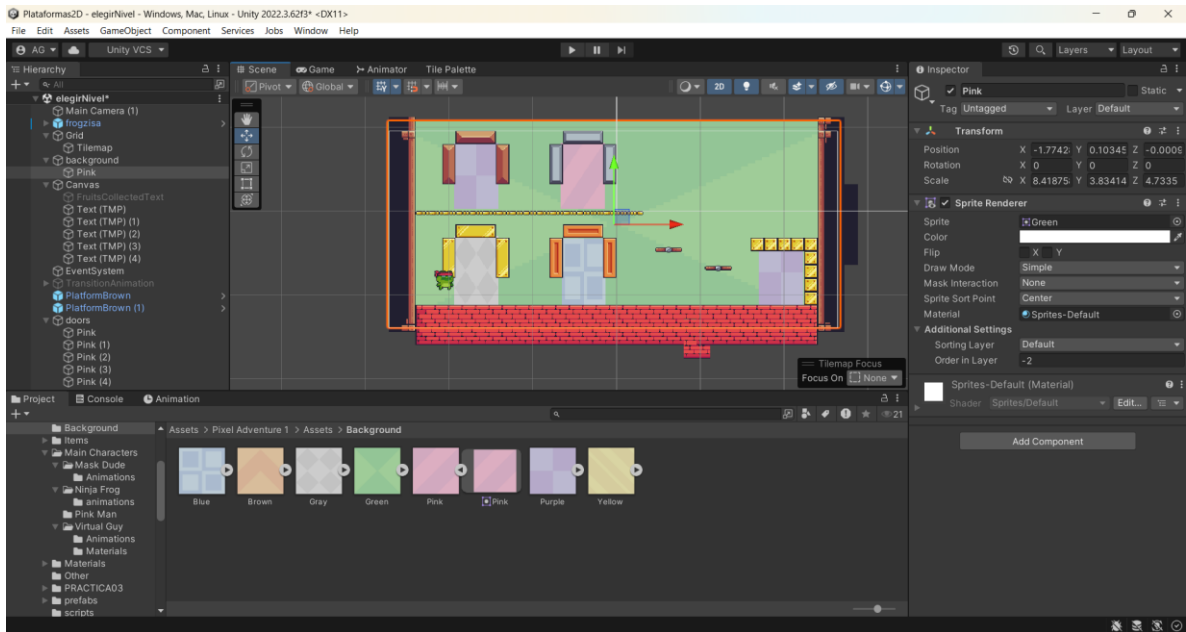 Plataformas2D - elegirNivel - Windows, Mac, Linux - Unity 2022.3.62f3* <DX11>
File Edit Assets GameObject Component Services Jobs Window Help
AG Unity VCS Layers Layout
Hierarchy
All
elegirNivel*
Main Camera (1)
frogzisa
Grid
Tilemap
background
Pink
Canvas
FruitsCollectedText
Text (TMP)
Text (TMP) (1)
Text (TMP) (2)
Text (TMP) (3)
Text (TMP) (4)
EventSystem
TransitionAnimation
PlatformBrown
PlatformBrown (1)
doors
Pink
Pink (1)
Pink (2)
Pink (3)
Pink (4)
Scene Game Animator Tile Palette
Pivot Global 2D
Tilemap Focus
Focus On None
Inspector
Pink Static
Tag Untagged Layer Default
Transform
Position X -1.7742 Y 0.10345 Z -0.0009
Rotation X 0 Y 0 Z 0
Scale X 8.41875 Y 3.83414 Z 4.7335
Sprite Renderer
Sprite Green
Color
Flip X Y
Draw Mode Simple
Mask Interaction None
Sprite Sort Point Center
Material Sprites-Default
Additional Settings
Sorting Layer Default
Order in Layer -2
Sprites-Default (Material)
Shader Sprites/Default Edit...
Add Component
Project Console Animation
21
Background
Items
Main Characters
Mask Dude
Animations
Ninja Frog
animations
Pink Man
Virtual Guy
Animations
Materials
Materials
Other
PRACTICA03
prefabs
scripts
Assets > Pixel Adventure 1 > Assets > Background
Blue Brown Gray Green Pink Pink Purple Yellow